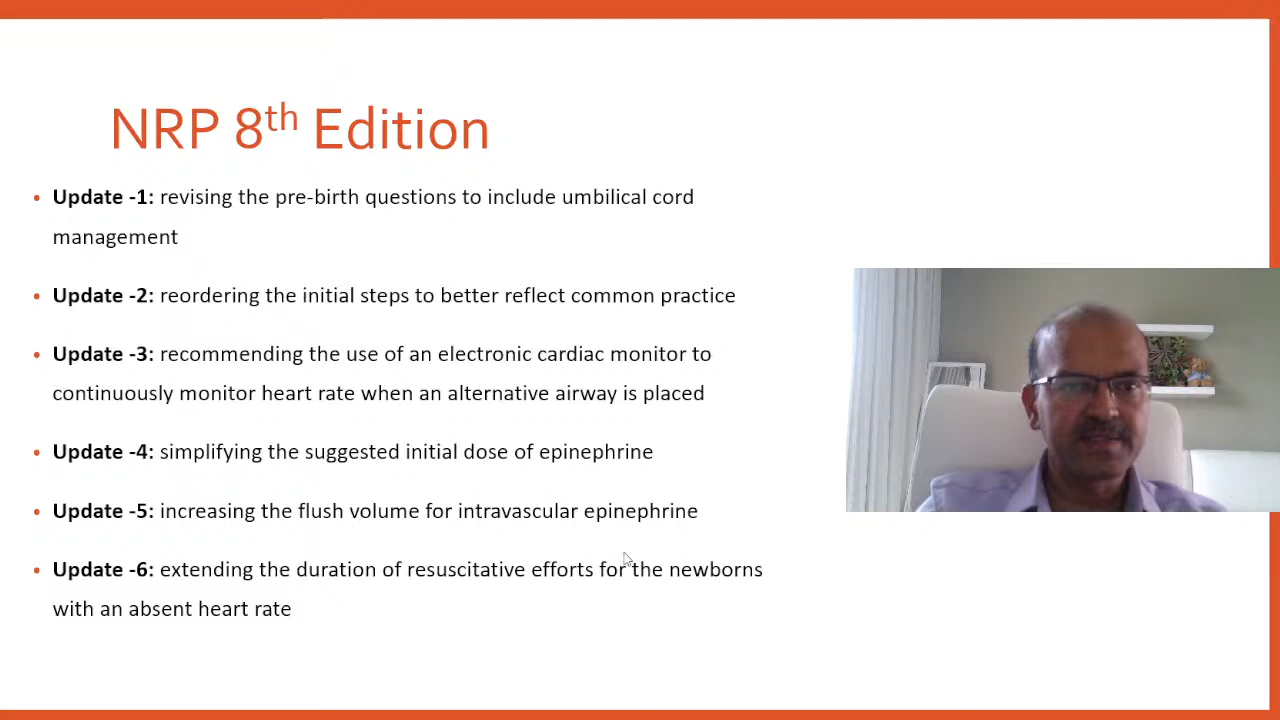 NRP 8th Edition
• Update -1: revising the pre-birth questions to include umbilical cord
management
• Update -2: reordering the initial steps to better reflect common practice
• Update -3: recommending the use of an electronic cardiac monitor to
continuously monitor heart rate when an alternative airway is placed
• Update -4: simplifying the suggested initial dose of epinephrine
• Update -5: increasing the flush volume for intravascular epinephrine
• Update -6: extending the duration of resuscitative efforts for the newborns
with an absent heart rate